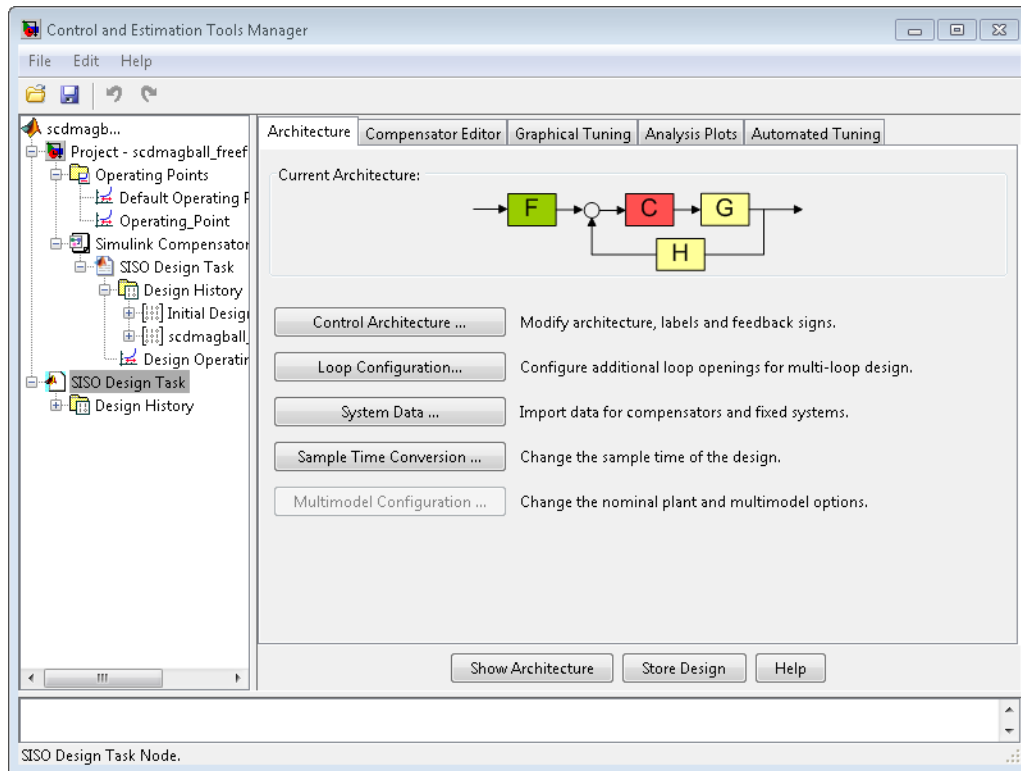 Control and Estimation Tools Manager
File Edit Help
scdmagb...
Project - scdmagball_freef
Operating Points
Default Operating P
Operating_Point
Simulink Compensator
SISO Design Task
Design History
Initial Desig
scdmagball_
Design Operatin
SISO Design Task
Design History
Architecture Compensator Editor Graphical Tuning Analysis Plots Automated Tuning
Current Architecture:
F C G
H
Control Architecture ... Modify architecture, labels and feedback signs.
Loop Configuration... Configure additional loop openings for multi-loop design.
System Data ... Import data for compensators and fixed systems.
Sample Time Conversion ... Change the sample time of the design.
Multimodel Configuration ... Change the nominal plant and multimodel options.
Show Architecture Store Design Help
SISO Design Task Node.